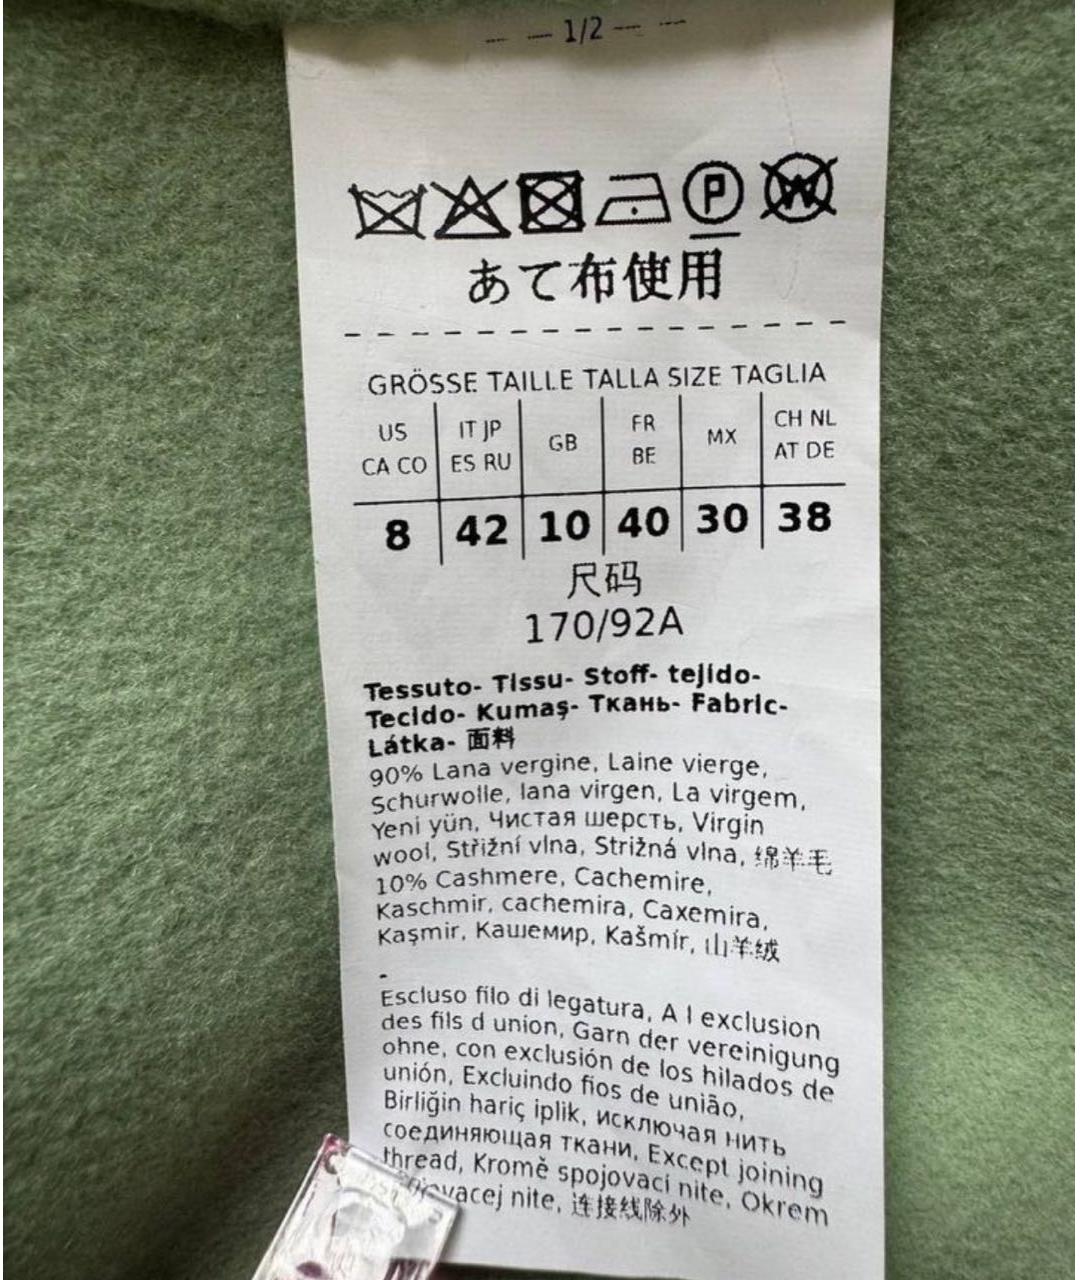 1/2
P W
あて布使用
GRÖSSE TAILLE TALLA SIZE TAGLIA
US CA CO | IT JP ES RU | GB | FR BE | MX | CH NL AT DE
8 | 42 | 10 | 40 | 30 | 38
尺码
170/92A
Tessuto- Tissu- Stoff- tejido-
Tecido- Kumaş- Ткань- Fabric-
Látka- 面料
90% Lana vergine, Laine vierge,
Schurwolle, lana virgen, La virgem,
Yeni yün, Чистая шерсть, Virgin
wool, Střižní vlna, Strižná vlna, 绵羊毛
10% Cashmere, Cachemire,
Kaschmir, cachemira, Caxemira,
Kaşmir, Кашемир, Kašmír, 山羊绒
-
Escluso filo di legatura, A l exclusion
des fils d union, Garn der vereinigung
ohne, con exclusión de los hilados de
unión, Excluindo fios de união,
Birliğin hariç iplik, исключая нить
соединяющая ткани, Except joining
thread, Kromě spojovací nite, Okrem
nite, 连接线除外